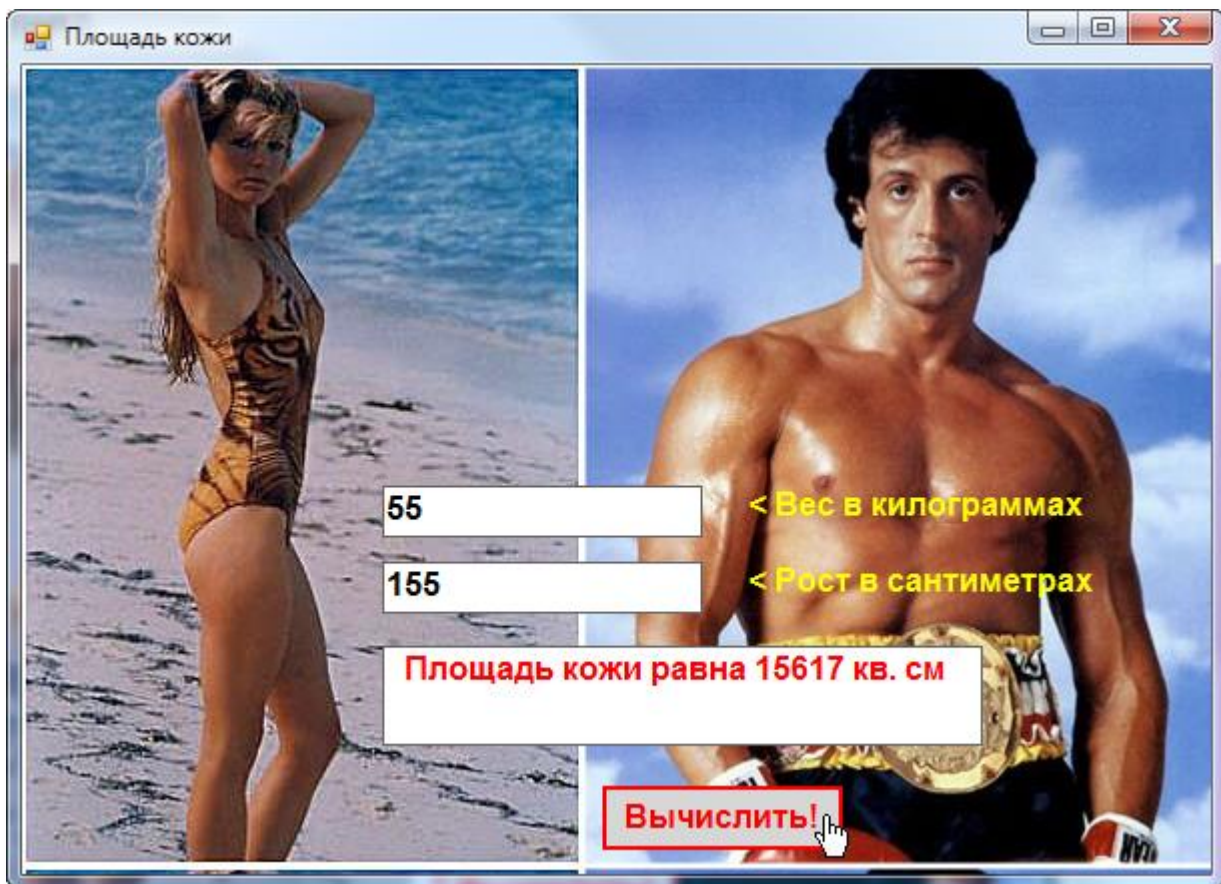 Площадь кожи
55
< Вес в килограммах
155
< Рост в сантиметрах
Площадь кожи равна 15617 кв. см
Вычислить!